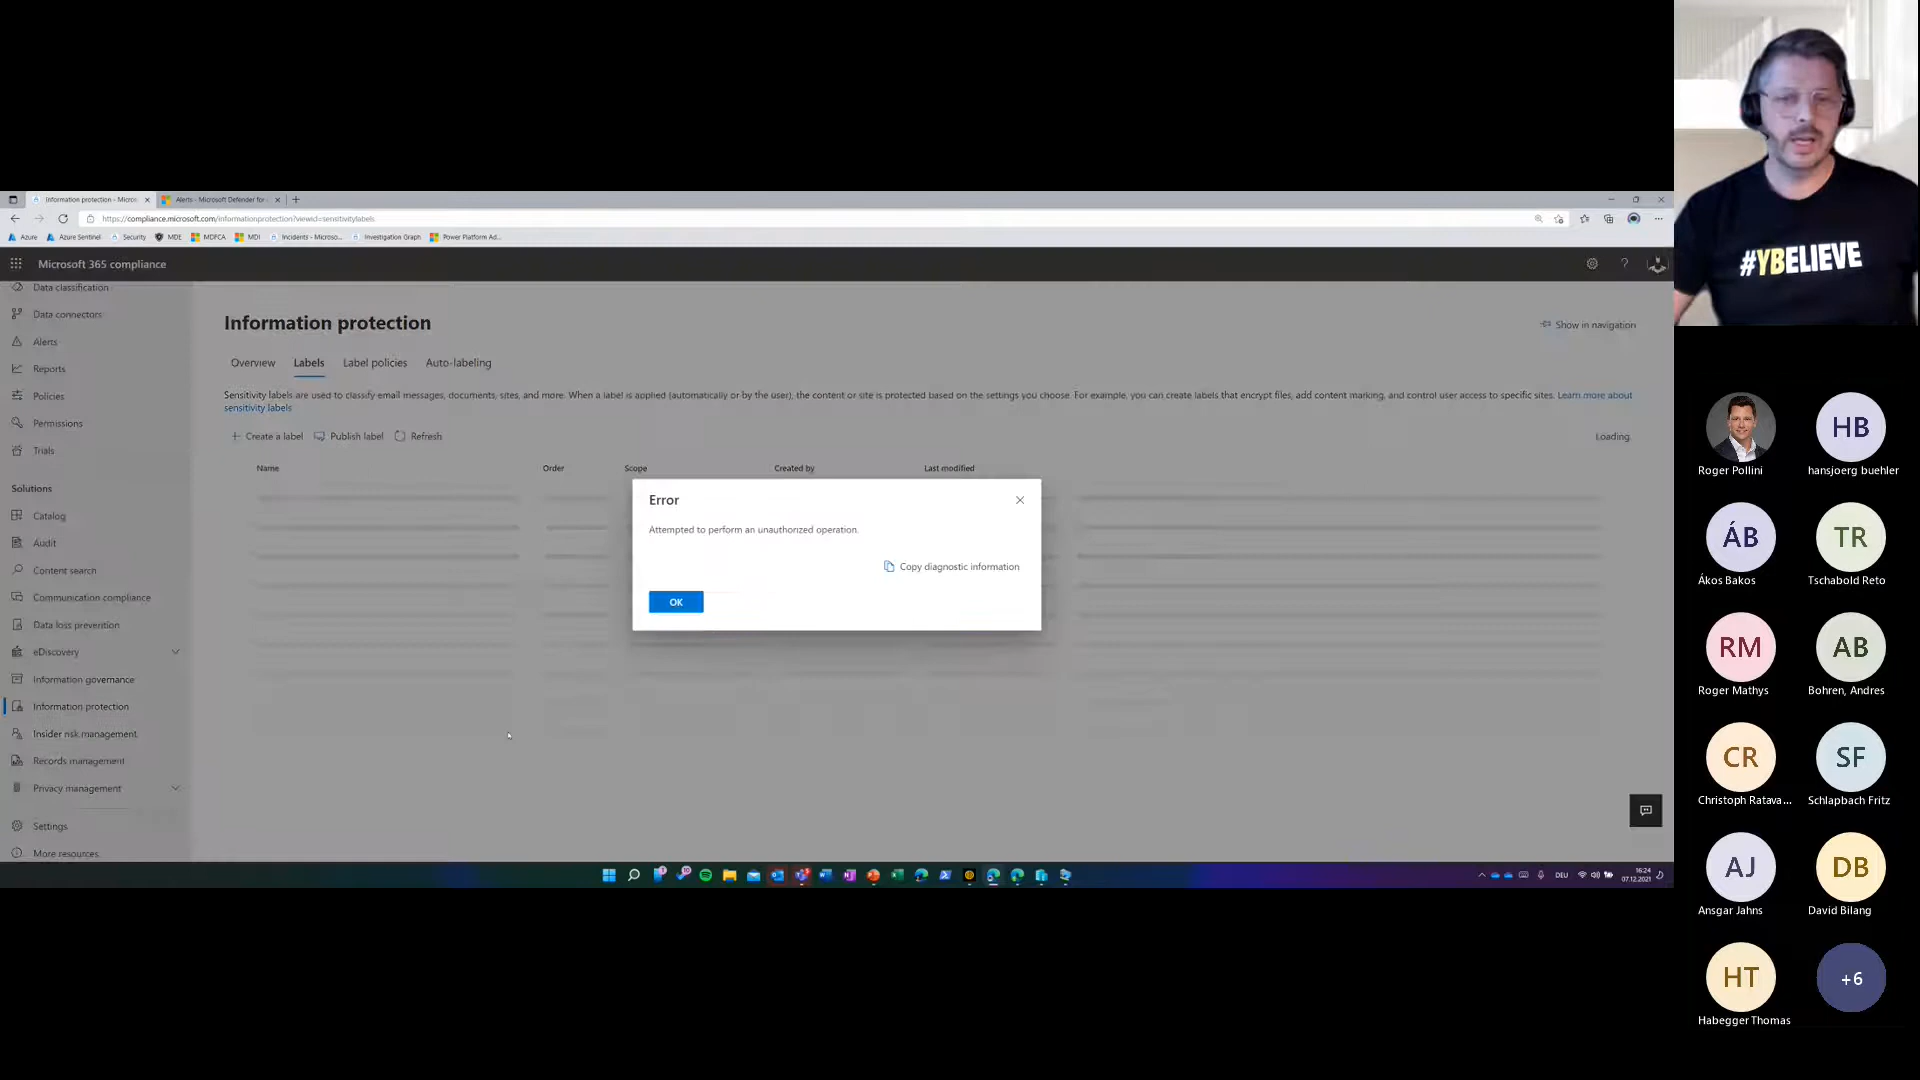 Information protection - Micros
Alerts - Microsoft Defender for
https://compliance.microsoft.com/informationprotection?viewid=sensitivitylabels
Azure
Azure Sentinel
Security
MDE
MDFCA
MDI
Incidents - Microso...
Investigation Graph
Power Platform Ad...
Microsoft 365 compliance
Data classification
Data connectors
Alerts
Reports
Policies
Permissions
Trials
Solutions
Catalog
Audit
Content search
Communication compliance
Data loss prevention
eDiscovery
Information governance
Information protection
Insider risk management
Records management
Privacy management
Settings
More resources
Information protection
Show in navigation
Overview
Labels
Label policies
Auto-labeling
Sensitivity labels are used to classify email messages, documents, sites, and more. When a label is applied (automatically or by the user), the content or site is protected based on the settings you choose. For example, you can create labels that encrypt files, add content marking, and control user access to specific sites. Learn more about
sensitivity labels
Create a label
Publish label
Refresh
Loading.
Name
Order
Scope
Created by
Last modified
Error
Attempted to perform an unauthorized operation.
Copy diagnostic information
OK
DEU
16:24
07.12.2021
#YBELIEVE
Roger Pollini
HB
hansjoerg buehler
ÁB
Ákos Bakos
TR
Tschabold Reto
RM
Roger Mathys
AB
Bohren, Andres
CR
Christoph Ratava...
SF
Schlapbach Fritz
AJ
Ansgar Jahns
DB
David Bilang
HT
Habegger Thomas
+6